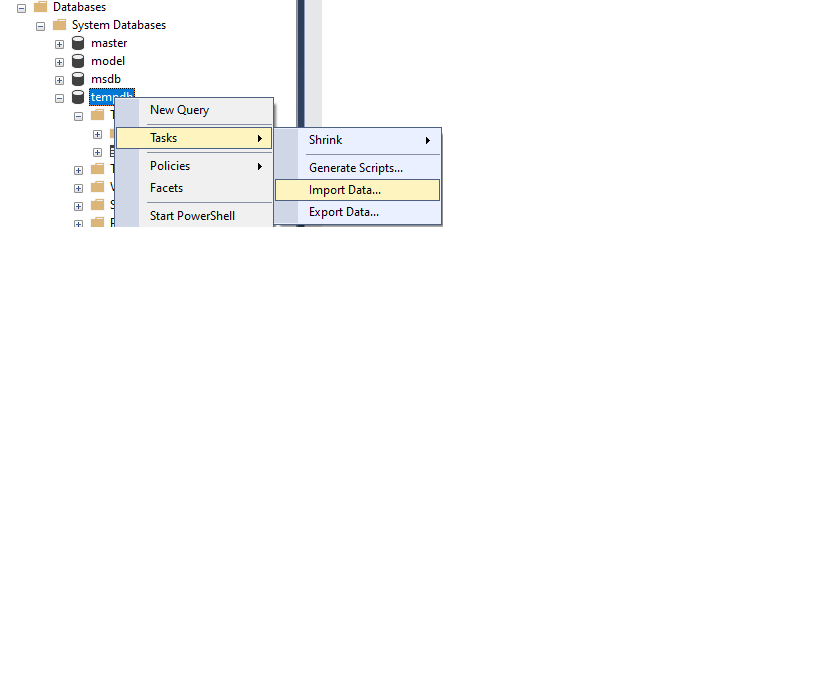 Databases
System Databases
master
model
msdb
tempdb
New Query
Tasks
Policies
Facets
Start PowerShell
Shrink
Generate Scripts...
Import Data...
Export Data...